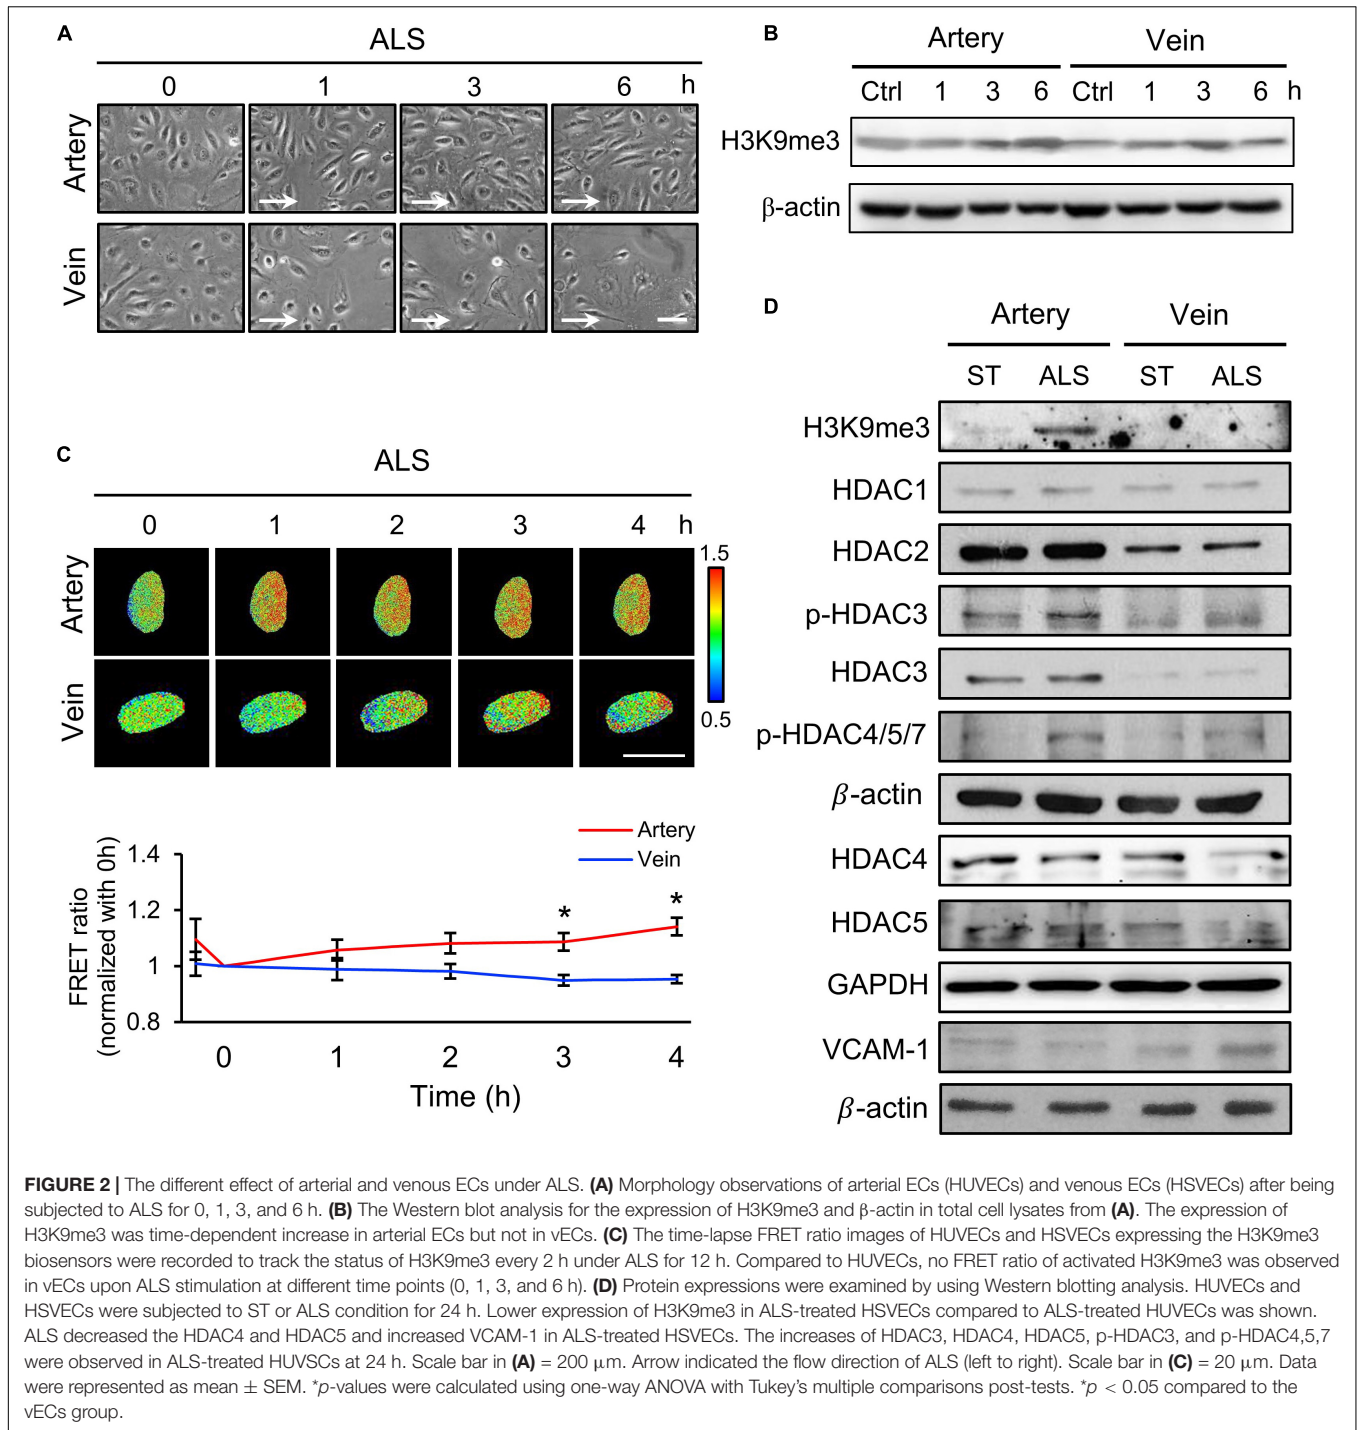 A
ALS
0 1 3 6 h
Artery
Vein
B
Artery Vein
Ctrl 1 3 6 Ctrl 1 3 6 h
H3K9me3
β-actin
C
ALS
0 1 2 3 4 h
Artery
Vein
1.5
0.5
Artery
Vein
FRET ratio
(normalized with 0h)
1.4
1.2
1
0.8
* *
0 1 2 3 4
Time (h)
D
Artery Vein
ST ALS ST ALS
H3K9me3
HDAC1
HDAC2
p-HDAC3
HDAC3
p-HDAC4/5/7
β-actin
HDAC4
HDAC5
GAPDH
VCAM-1
β-actin
FIGURE 2 | The different effect of arterial and venous ECs under ALS. (A) Morphology observations of arterial ECs (HUVECs) and venous ECs (HSVECs) after being
subjected to ALS for 0, 1, 3, and 6 h. (B) The Western blot analysis for the expression of H3K9me3 and β-actin in total cell lysates from (A). The expression of
H3K9me3 was time-dependent increase in arterial ECs but not in vECs. (C) The time-lapse FRET ratio images of HUVECs and HSVECs expressing the H3K9me3
biosensors were recorded to track the status of H3K9me3 every 2 h under ALS for 12 h. Compared to HUVECs, no FRET ratio of activated H3K9me3 was observed
in vECs upon ALS stimulation at different time points (0, 1, 3, and 6 h). (D) Protein expressions were examined by using Western blotting analysis. HUVECs and
HSVECs were subjected to ST or ALS condition for 24 h. Lower expression of H3K9me3 in ALS-treated HSVECs compared to ALS-treated HUVECs was shown.
ALS decreased the HDAC4 and HDAC5 and increased VCAM-1 in ALS-treated HSVECs. The increases of HDAC3, HDAC4, HDAC5, p-HDAC3, and p-HDAC4,5,7
were observed in ALS-treated HUVSCs at 24 h. Scale bar in (A) = 200 μm. Arrow indicated the flow direction of ALS (left to right). Scale bar in (C) = 20 μm. Data
were represented as mean ± SEM. *p-values were calculated using one-way ANOVA with Tukey's multiple comparisons post-tests. *p < 0.05 compared to the
vECs group.